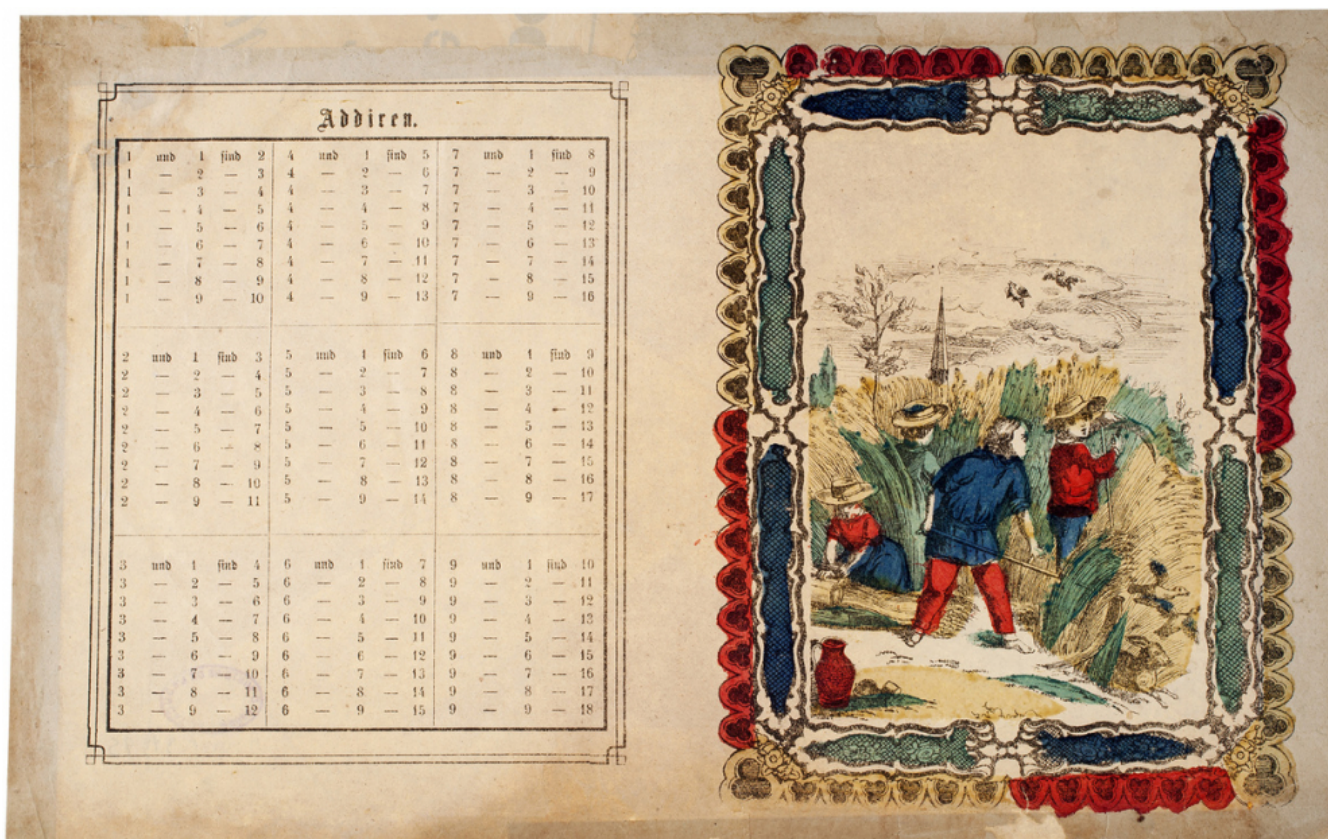 Addiren.
1 und 1 sind 2
1 — 2 — 3
1 — 3 — 4
1 — 4 — 5
1 — 5 — 6
1 — 6 — 7
1 — 7 — 8
1 — 8 — 9
1 — 9 — 10
4 und 1 sind 5
4 — 2 — 6
4 — 3 — 7
4 — 4 — 8
4 — 5 — 9
4 — 6 — 10
4 — 7 — 11
4 — 8 — 12
4 — 9 — 13
7 und 1 sind 8
7 — 2 — 9
7 — 3 — 10
7 — 4 — 11
7 — 5 — 12
7 — 6 — 13
7 — 7 — 14
7 — 8 — 15
7 — 9 — 16
2 und 1 sind 3
2 — 2 — 4
2 — 3 — 5
2 — 4 — 6
2 — 5 — 7
2 — 6 — 8
2 — 7 — 9
2 — 8 — 10
2 — 9 — 11
5 und 1 sind 6
5 — 2 — 7
5 — 3 — 8
5 — 4 — 9
5 — 5 — 10
5 — 6 — 11
5 — 7 — 12
5 — 8 — 13
5 — 9 — 14
8 und 1 sind 9
8 — 2 — 10
8 — 3 — 11
8 — 4 — 12
8 — 5 — 13
8 — 6 — 14
8 — 7 — 15
8 — 8 — 16
8 — 9 — 17
3 und 1 sind 4
3 — 2 — 5
3 — 3 — 6
3 — 4 — 7
3 — 5 — 8
3 — 6 — 9
3 — 7 — 10
3 — 8 — 11
3 — 9 — 12
6 und 1 sind 7
6 — 2 — 8
6 — 3 — 9
6 — 4 — 10
6 — 5 — 11
6 — 6 — 12
6 — 7 — 13
6 — 8 — 14
6 — 9 — 15
9 und 1 sind 10
9 — 2 — 11
9 — 3 — 12
9 — 4 — 13
9 — 5 — 14
9 — 6 — 15
9 — 7 — 16
9 — 8 — 17
9 — 9 — 18